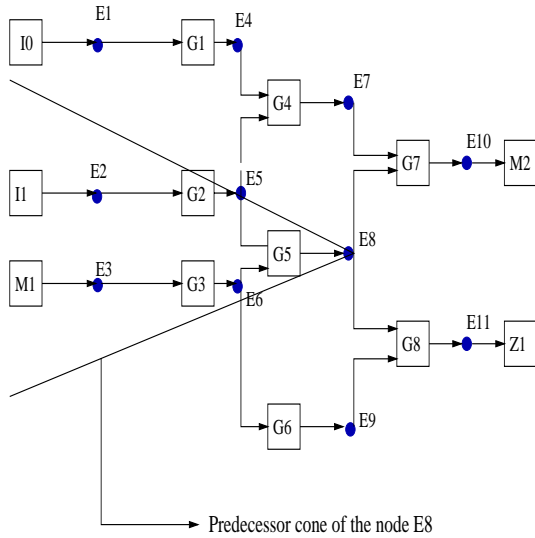 E1
E4
I0
G1
E7
G4
E10
G7
M2
E2
E5
I1
G2
E8
G5
E3
M1
G3
E6
E11
G8
Z1
G6
E9
Predecessor cone of the node E8